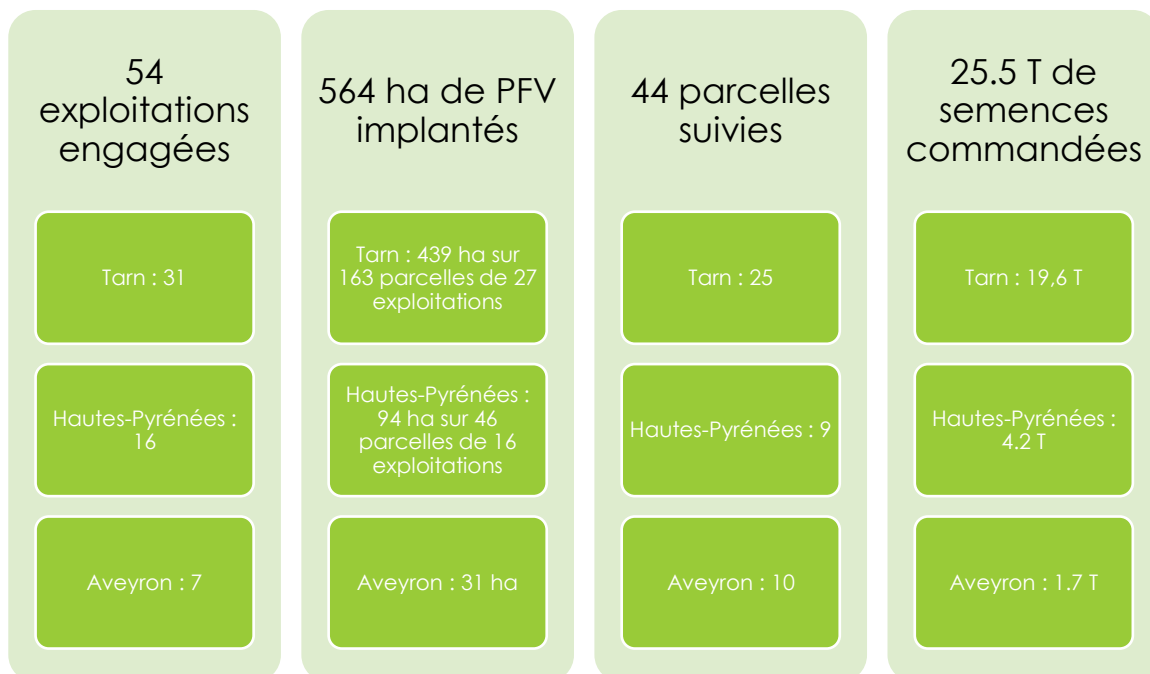 54
exploitations
engagées
Tarn : 31
Hautes-Pyrénées :
16
Aveyron : 7
564 ha de PFV
implantés
Tarn : 439 ha sur
163 parcelles de 27
exploitations
Hautes-Pyrénées :
94 ha sur 46
parcelles de 16
exploitations
Aveyron : 31 ha
44 parcelles
suivies
Tarn : 25
Hautes-Pyrénées : 9
Aveyron : 10
25.5 T de
semences
commandées
Tarn : 19,6 T
Hautes-Pyrénées :
4.2 T
Aveyron : 1.7 T